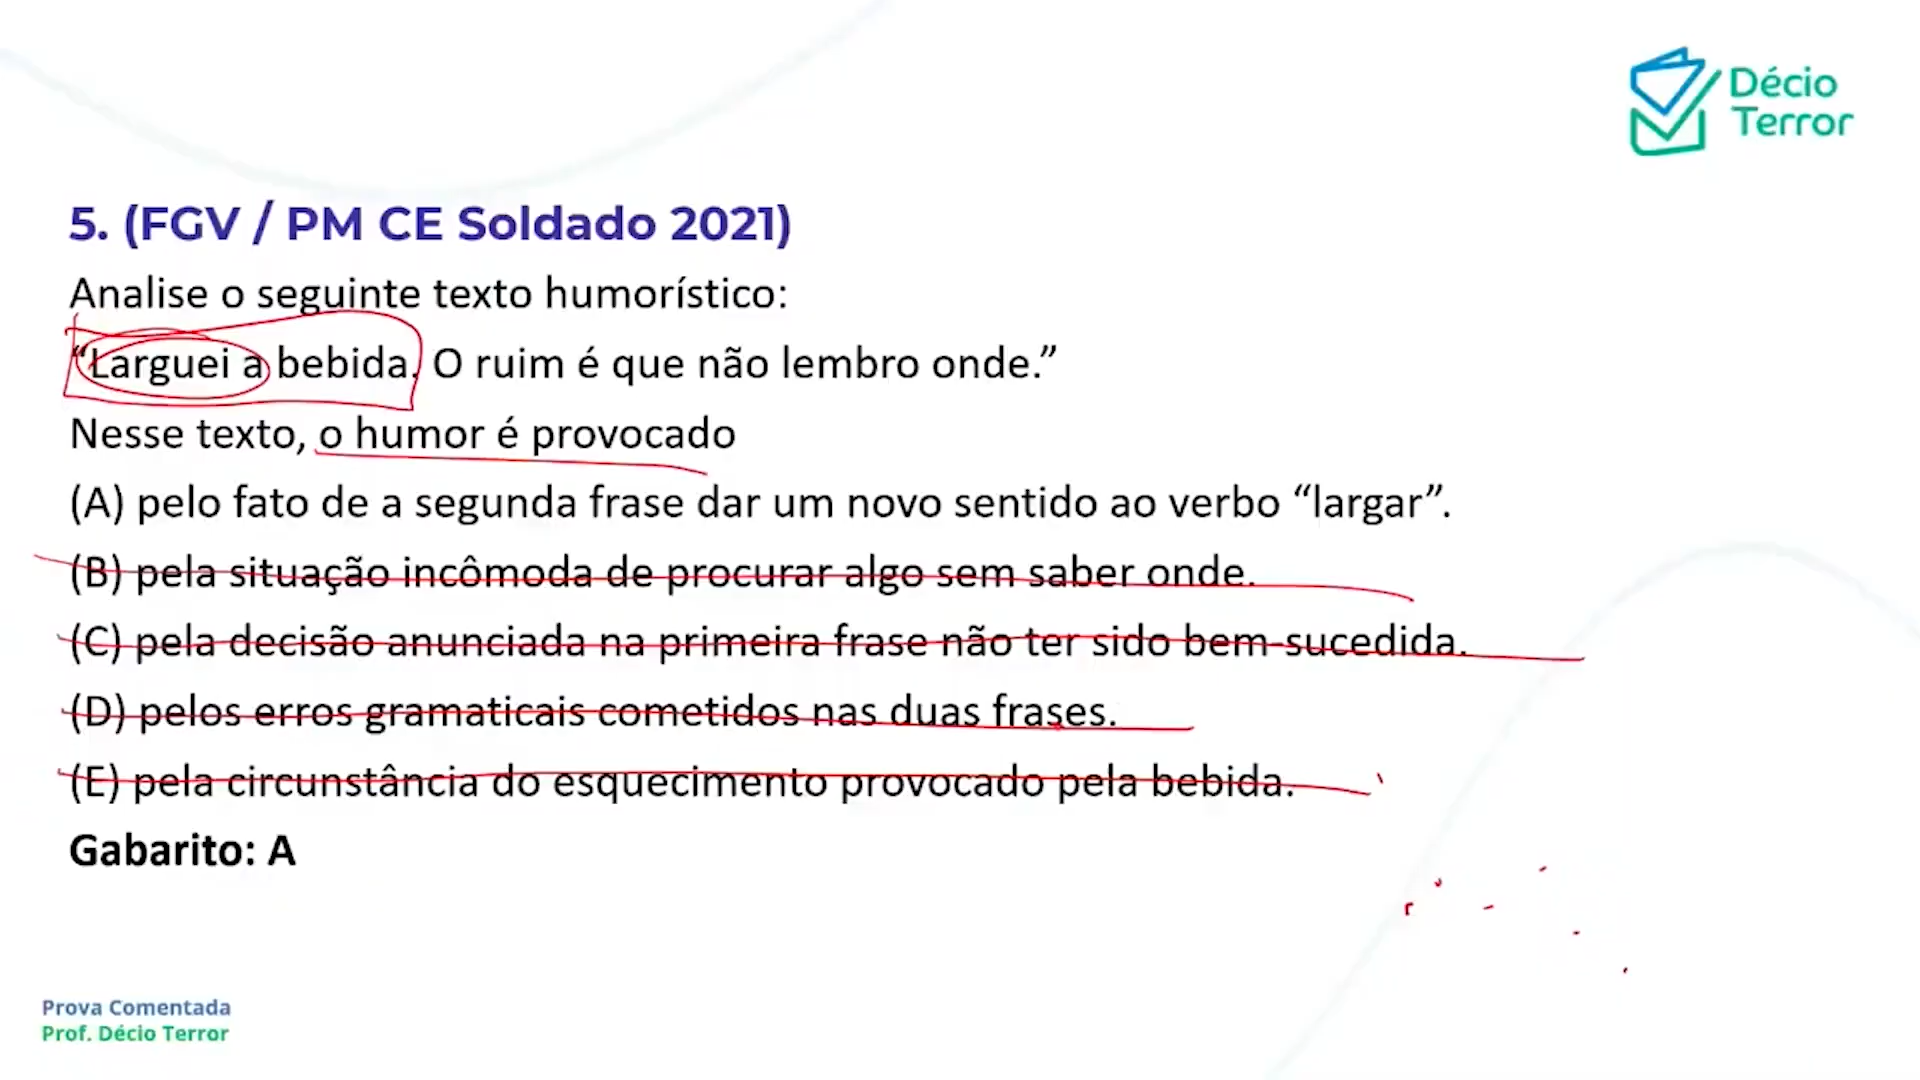 Décio
Terror
5. (FGV / PM CE Soldado 2021)
Analise o seguinte texto humorístico:
“Larguei a bebida. O ruim é que não lembro onde.”
Nesse texto, o humor é provocado
(A) pelo fato de a segunda frase dar um novo sentido ao verbo “largar”.
(B) pela situação incômoda de procurar algo sem saber onde.
(C) pela decisão anunciada na primeira frase não ter sido bem-sucedida.
(D) pelos erros gramaticais cometidos nas duas frases.
(E) pela circunstância do esquecimento provocado pela bebida.
Gabarito: A
Prova Comentada
Prof. Décio Terror